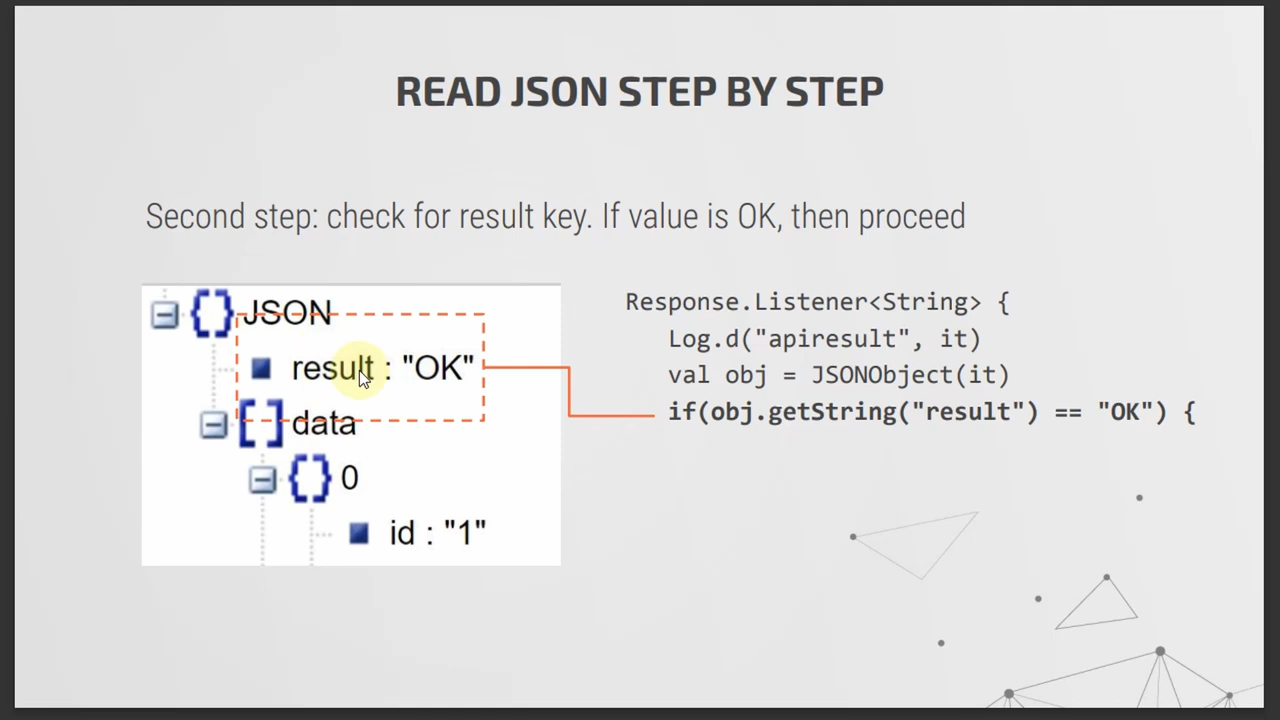 READ JSON STEP BY STEP
Second step: check for result key. If value is OK, then proceed
JSON
result : "OK"
data
0
id : "1"
Response.Listener<String> {
Log.d("apiresult", it)
val obj = JSONObject(it)
if(obj.getString("result") == "OK") {